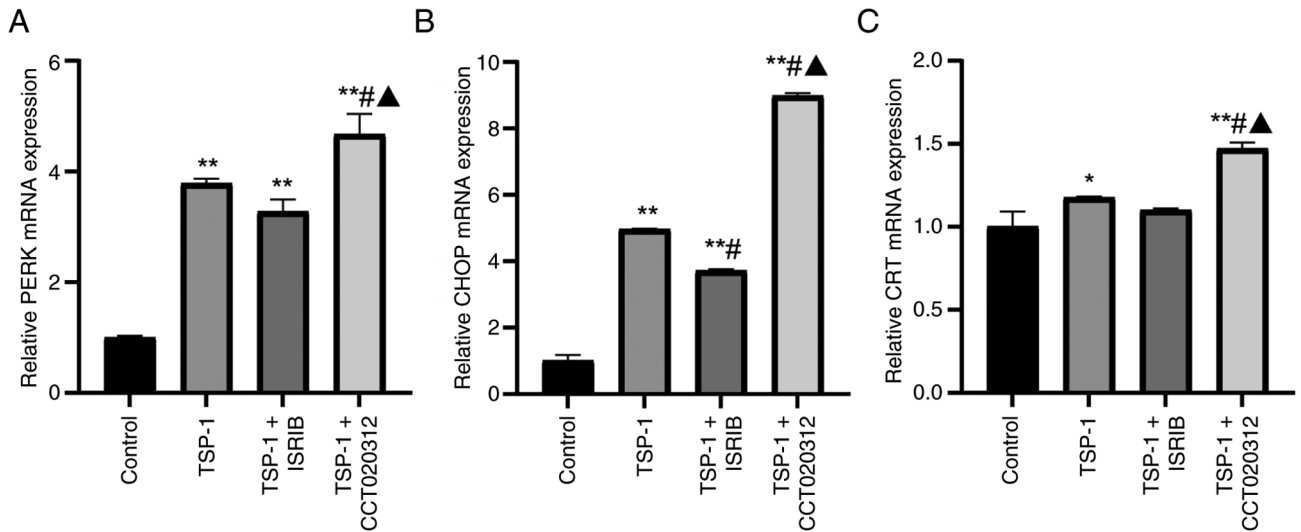 A
Relative PERK mRNA expression
6
4
2
0
**
**
**#▲
Control
TSP-1
TSP-1 +
ISRIB
TSP-1 +
CCT020312
B
Relative CHOP mRNA expression
10
8
6
4
2
0
**
**#
**#▲
Control
TSP-1
TSP-1 +
ISRIB
TSP-1 +
CCT020312
C
Relative CRT mRNA expression
2.0
1.5
1.0
0.5
0.0
*
**#▲
Control
TSP-1
TSP-1 +
ISRIB
TSP-1 +
CCT020312